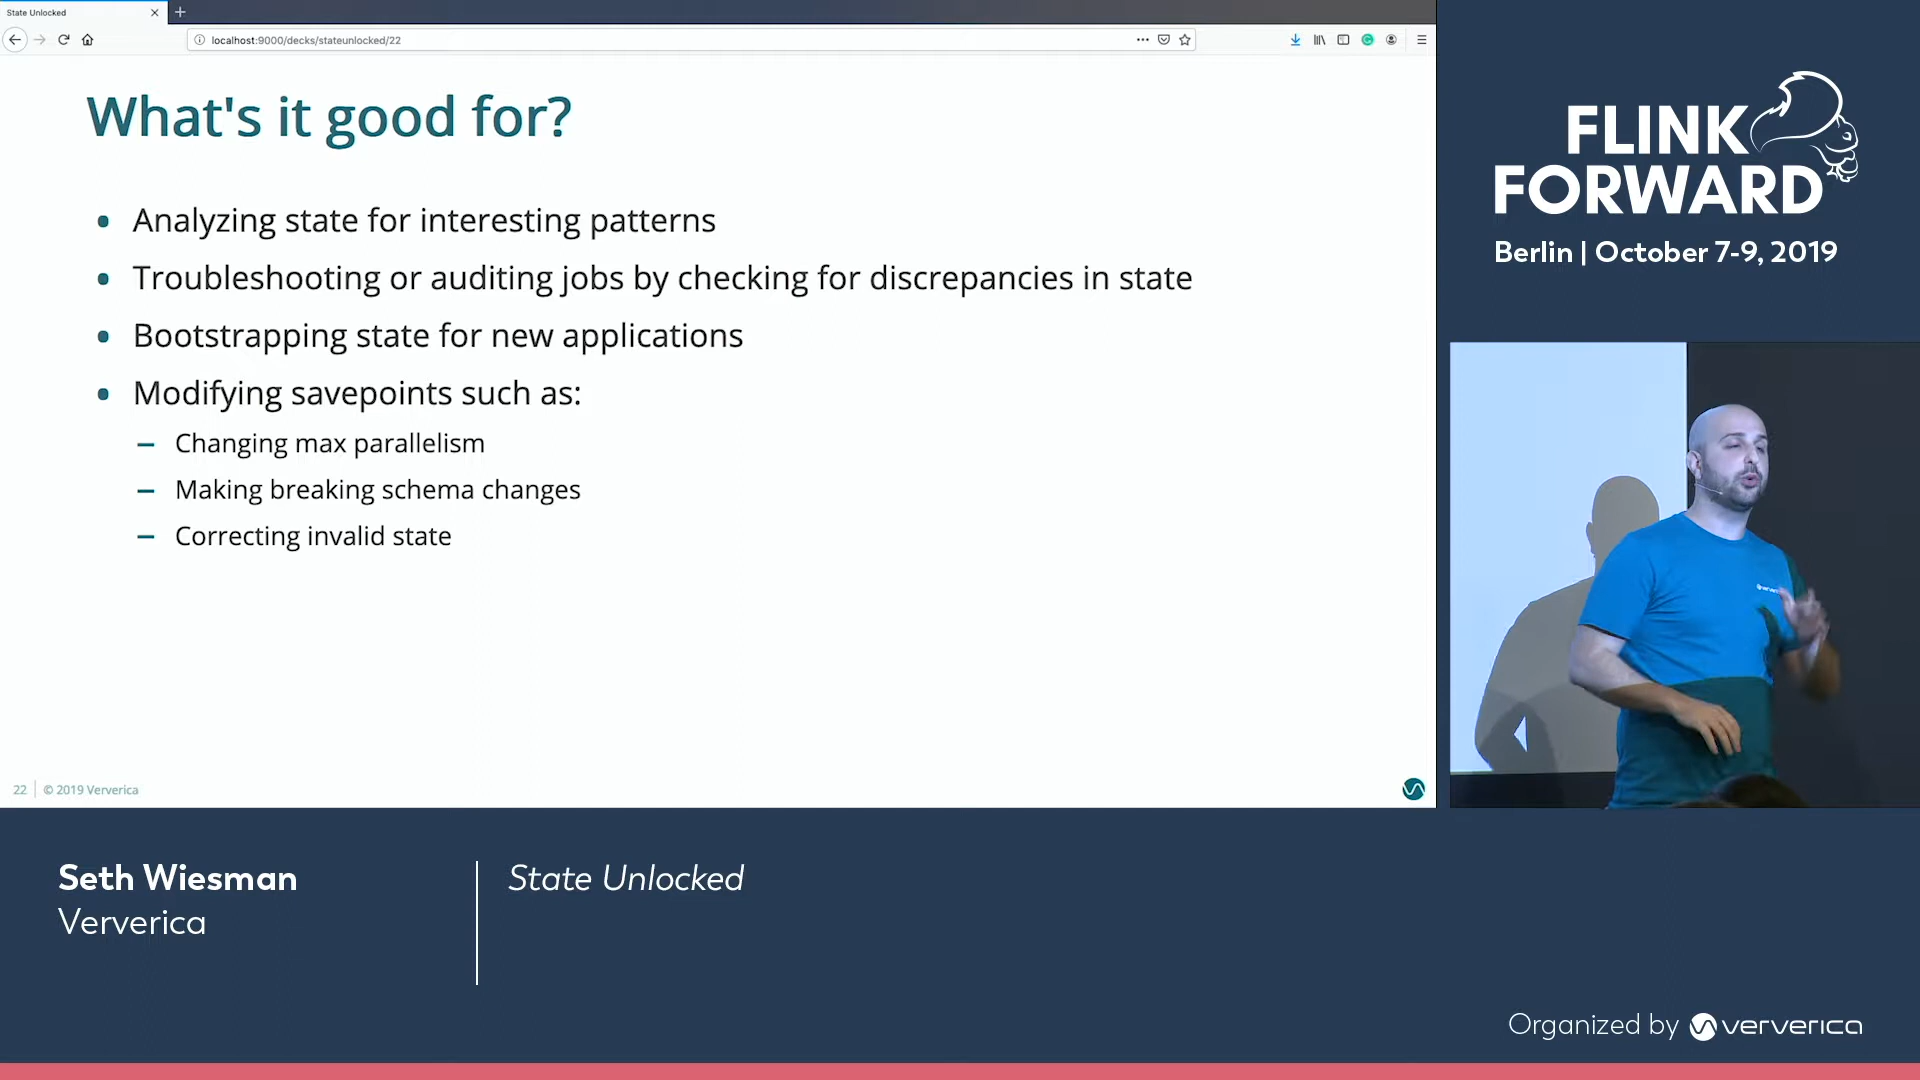 State Unlocked
localhost:9000/decks/stateunlocked/22
What's it good for?
• Analyzing state for interesting patterns
• Troubleshooting or auditing jobs by checking for discrepancies in state
• Bootstrapping state for new applications
• Modifying savepoints such as:
– Changing max parallelism
– Making breaking schema changes
– Correcting invalid state
22 | © 2019 Ververica
FLINK
FORWARD
Berlin | October 7-9, 2019
Seth Wiesman
Ververica
State Unlocked
Organized by ververica